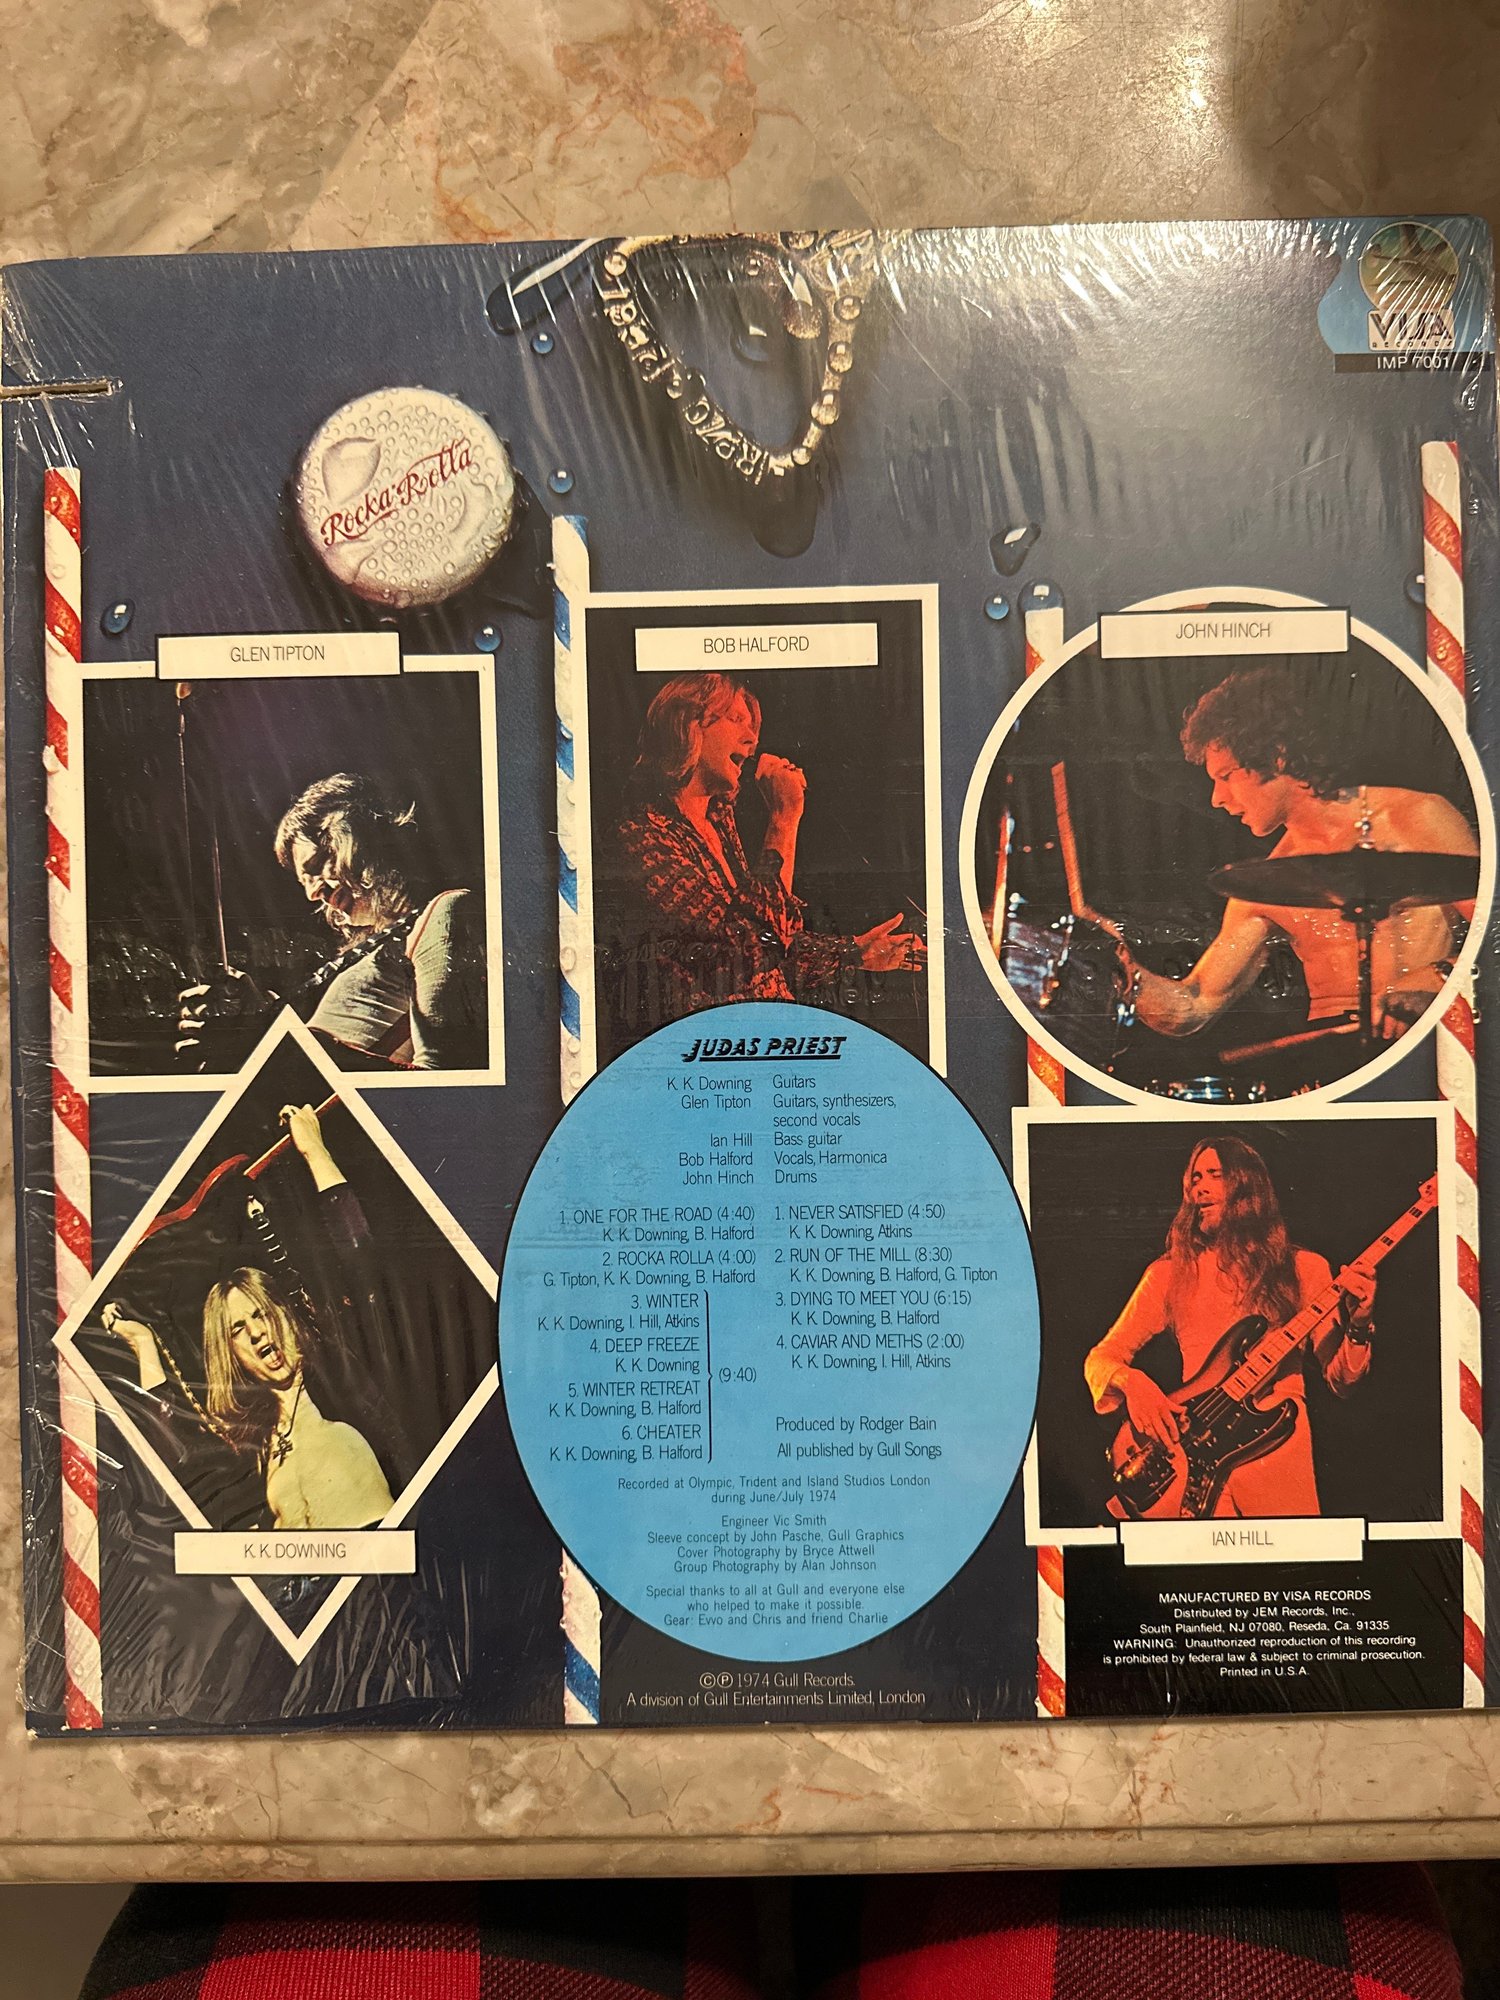 VISA
RECORDS
IMP 7001
Rocka·Rolla
GLEN TIPTON
BOB HALFORD
JOHN HINCH
JUDAS PRIEST
K. K. Downing Guitars
Glen Tipton Guitars, synthesizers,
second vocals
Ian Hill Bass guitar
Bob Halford Vocals, Harmonica
John Hinch Drums
1. ONE FOR THE ROAD (4:40)
K. K. Downing, B. Halford
2. ROCKA ROLLA (4:00)
G. Tipton, K. K. Downing, B. Halford
3. WINTER
K. K. Downing, I. Hill, Atkins
4. DEEP FREEZE
K. K. Downing
5. WINTER RETREAT
K. K. Downing, B. Halford
6. CHEATER
K. K. Downing, B. Halford
(9:40)
1. NEVER SATISFIED (4:50)
K. K. Downing, Atkins
2. RUN OF THE MILL (8:30)
K. K. Downing, B. Halford, G. Tipton
3. DYING TO MEET YOU (6:15)
K. K. Downing, B. Halford
4. CAVIAR AND METHS (2:00)
K. K. Downing, I. Hill, Atkins
Produced by Rodger Bain
All published by Gull Songs
Recorded at Olympic, Trident and Island Studios London
during June/July 1974
Engineer Vic Smith
Sleeve concept by John Pasche, Gull Graphics
Cover Photography by Bryce Attwell
Group Photography by Alan Johnson
Special thanks to all at Gull and everyone else
who helped to make it possible.
Gear: Evvo and Chris and friend Charlie
K. K. DOWNING
IAN HILL
©℗ 1974 Gull Records.
A division of Gull Entertainments Limited, London
MANUFACTURED BY ViSA RECORDS
Distributed by JEM Records, Inc.,
South Plainfield, NJ 07080, Reseda, Ca. 91335
WARNING: Unauthorized reproduction of this recording
is prohibited by federal law & subject to criminal prosecution.
Printed in U.S.A.